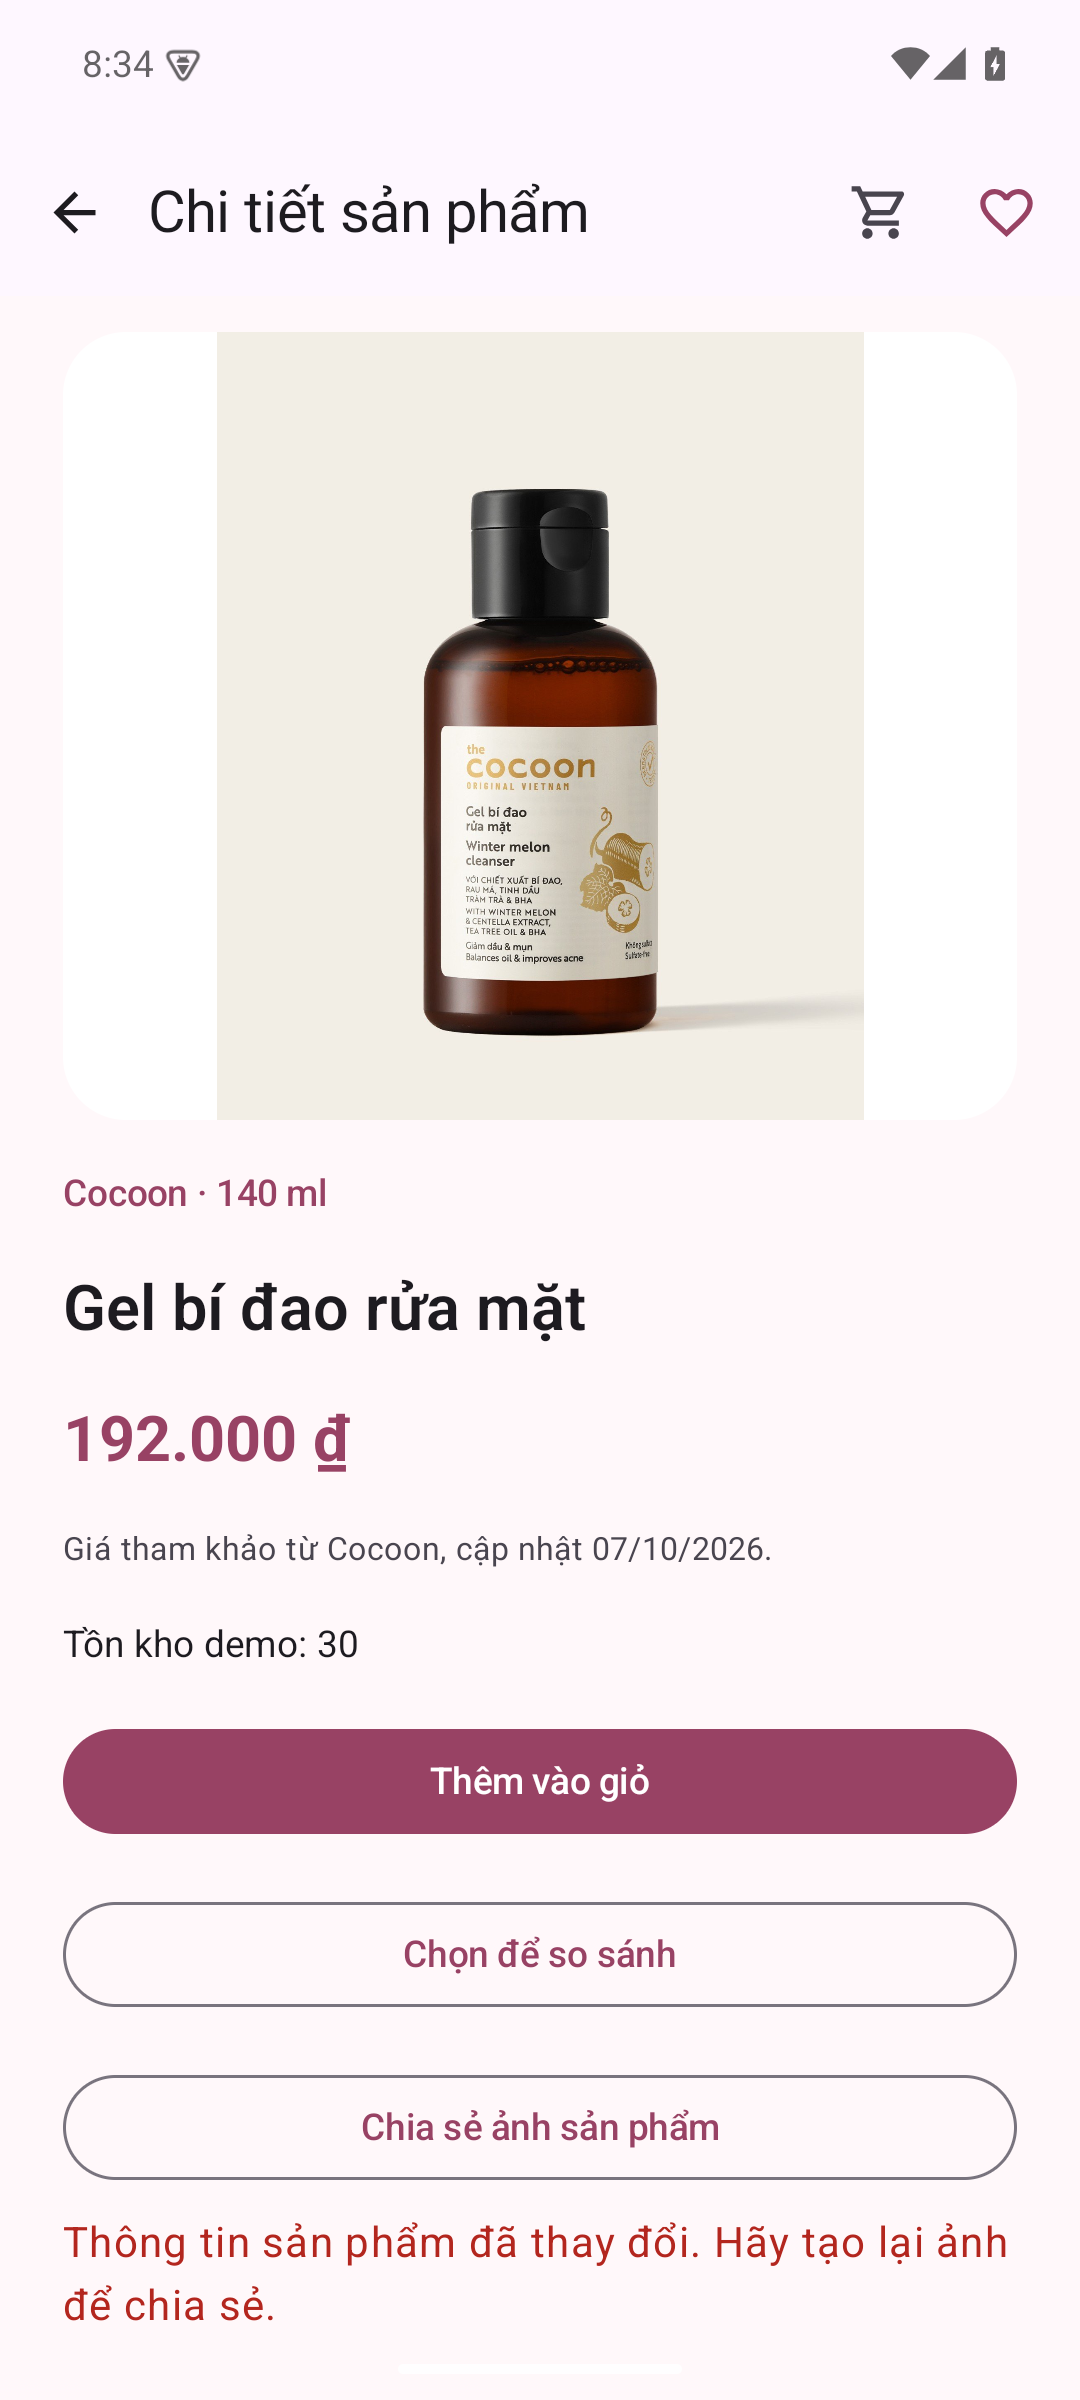 8:34
Chi tiết sản phẩm
the
cocoon
ORIGINAL VIETNAM
Gel bí đao
rửa mặt
Winter melon
cleanser
VỚI CHIẾT XUẤT BÍ ĐAO,
RAU MÁ, TINH DẦU
TRÀM TRÀ & BHA
WITH WINTER MELON
& CENTELLA EXTRACT,
TEA TREE OIL & BHA
Giảm dầu & mụn
Balances oil & improves acne
Không sulfat
Sulfate-free
Cocoon · 140 ml
Gel bí đao rửa mặt
192.000 ₫
Giá tham khảo từ Cocoon, cập nhật 07/10/2026.
Tồn kho demo: 30
Thêm vào giỏ
Chọn để so sánh
Chia sẻ ảnh sản phẩm
Thông tin sản phẩm đã thay đổi. Hãy tạo lại ảnh
để chia sẻ.